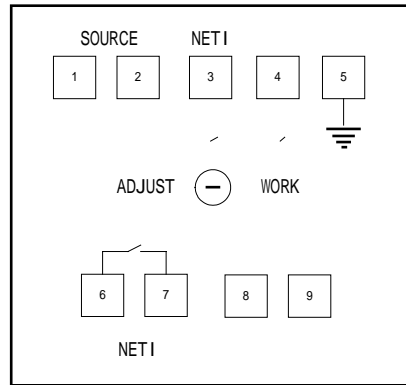 SOURCE NET I
1 2 3 4 5
ADJUST WORK
6 7 8 9
NET I